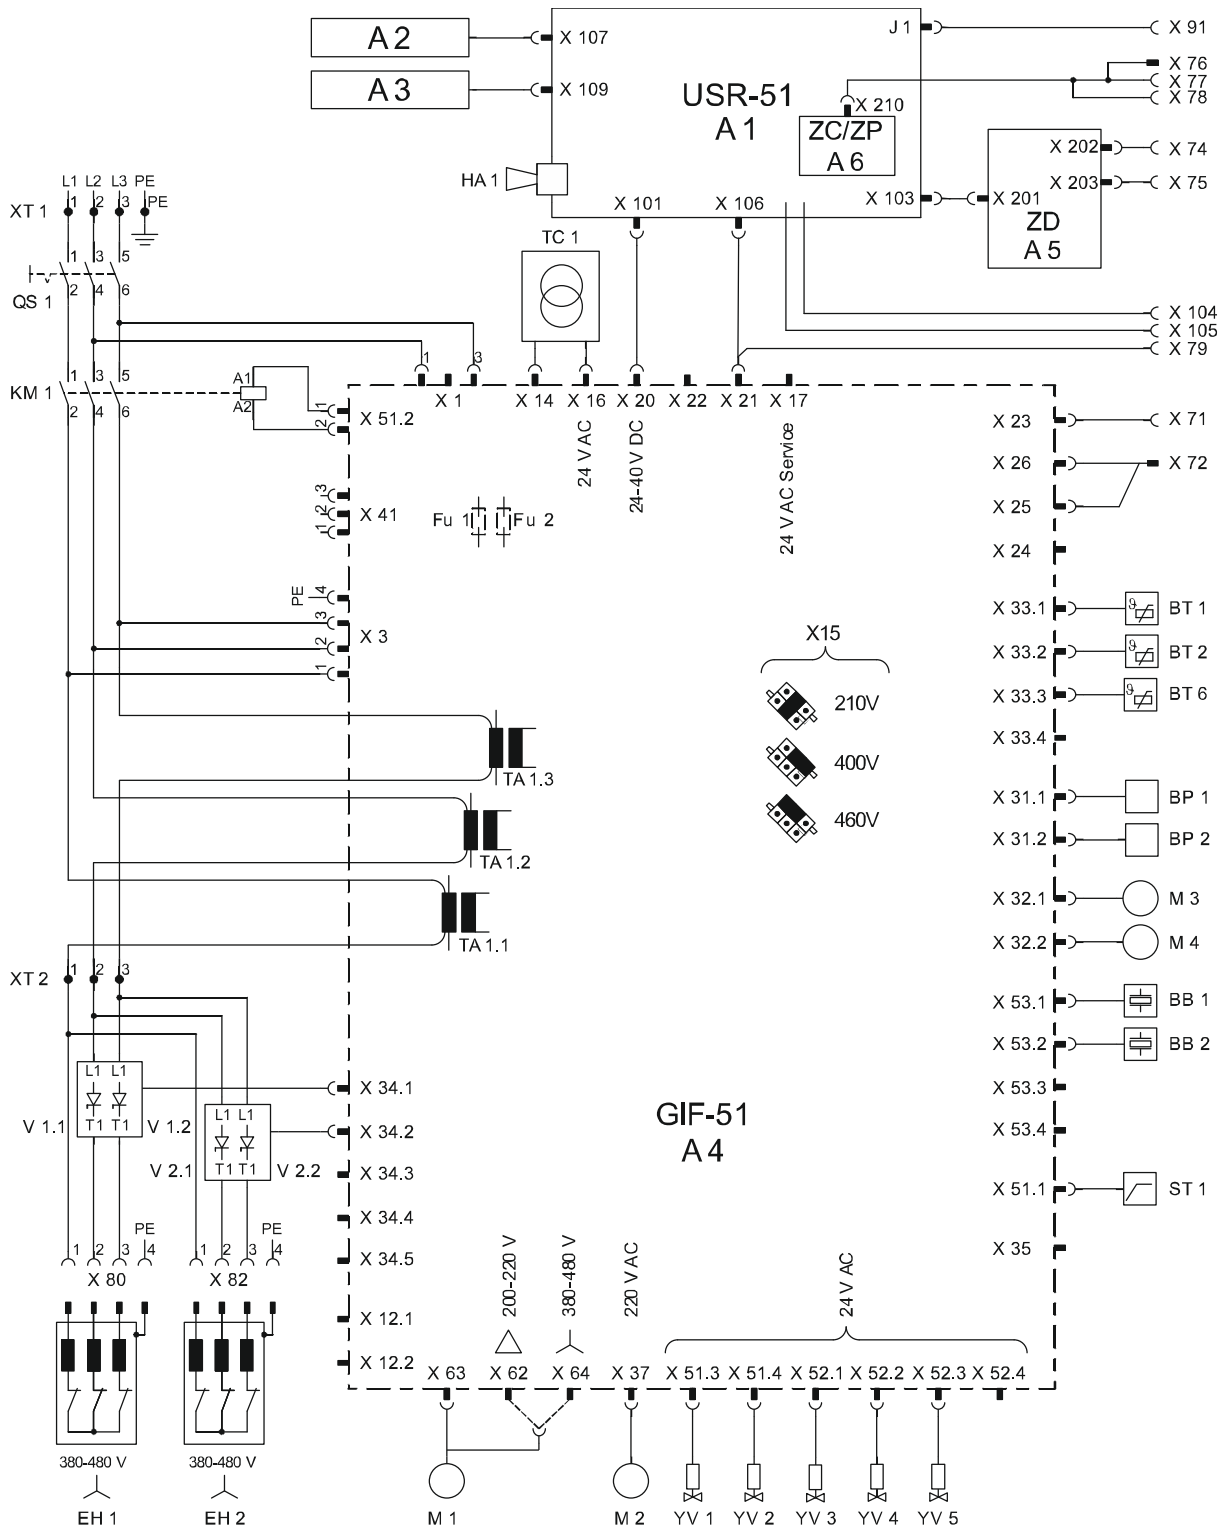 A 2
X 107
J 1
X 91
X 76
X 77
X 78
A 3
X 109
USR-51
A 1
X 210
ZC/ZP
A 6
X 202
X 74
X 203
X 75
HA 1
X 101
X 106
X 103
X 201
ZD
A 5
L1 L2 L3 PE
XT 1
1 2 3 PE
TC 1
1 3 5
QS 1
2 4 6
X 104
X 105
X 79
1 3
KM 1
1 3 5
2 4 6
A1
A2
X 1
X 14
X 16
X 20
X 22
X 21
X 17
1
2
X 51.2
24 V AC
24-40 V DC
24 V AC Service
X 23
X 71
X 26
X 72
X 25
X 24
3
2
1
X 41
Fu 1
Fu 2
PE
4
3
2
1
X 3
X15
210V
400V
460V
X 33.1
BT 1
X 33.2
BT 2
X 33.3
BT 6
X 33.4
TA 1.3
TA 1.2
TA 1.1
X 31.1
BP 1
X 31.2
BP 2
X 32.1
M 3
X 32.2
M 4
XT 2
1 2 3
X 53.1
BB 1
X 53.2
BB 2
X 53.3
X 53.4
L1 L1
T1 T1
V 1.1
V 1.2
X 34.1
L1 L1
T1 T1
V 2.1
V 2.2
X 34.2
GIF-51
A 4
X 34.3
X 34.4
X 34.5
X 51.1
ST 1
X 35
PE
1 2 3 4
X 80
PE
1 2 3 4
X 82
X 12.1
X 12.2
200-220 V
380-480 V
220 V AC
24 V AC
X 63
X 62
X 64
X 37
X 51.3
X 51.4
X 52.1
X 52.2
X 52.3
X 52.4
380-480 V
380-480 V
EH 1
EH 2
M 1
M 2
YV 1
YV 2
YV 3
YV 4
YV 5